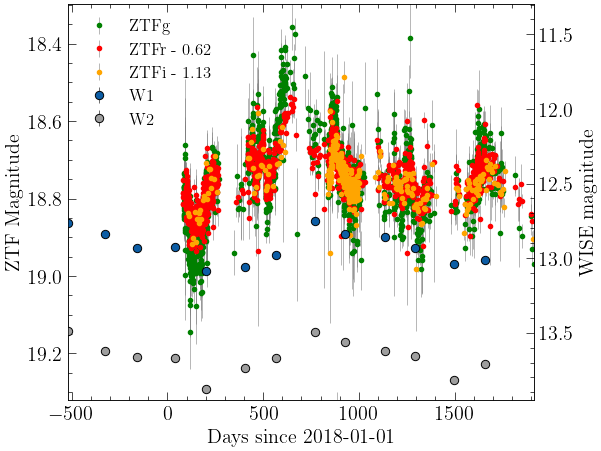 ZTFg
ZTFr - 0.62
ZTFi - 1.13
W1
W2
18.4
18.6
18.8
19.0
19.2
11.5
12.0
12.5
13.0
13.5
−500
0
500
1000
1500
ZTF Magnitude
WISE magnitude
Days since 2018-01-01